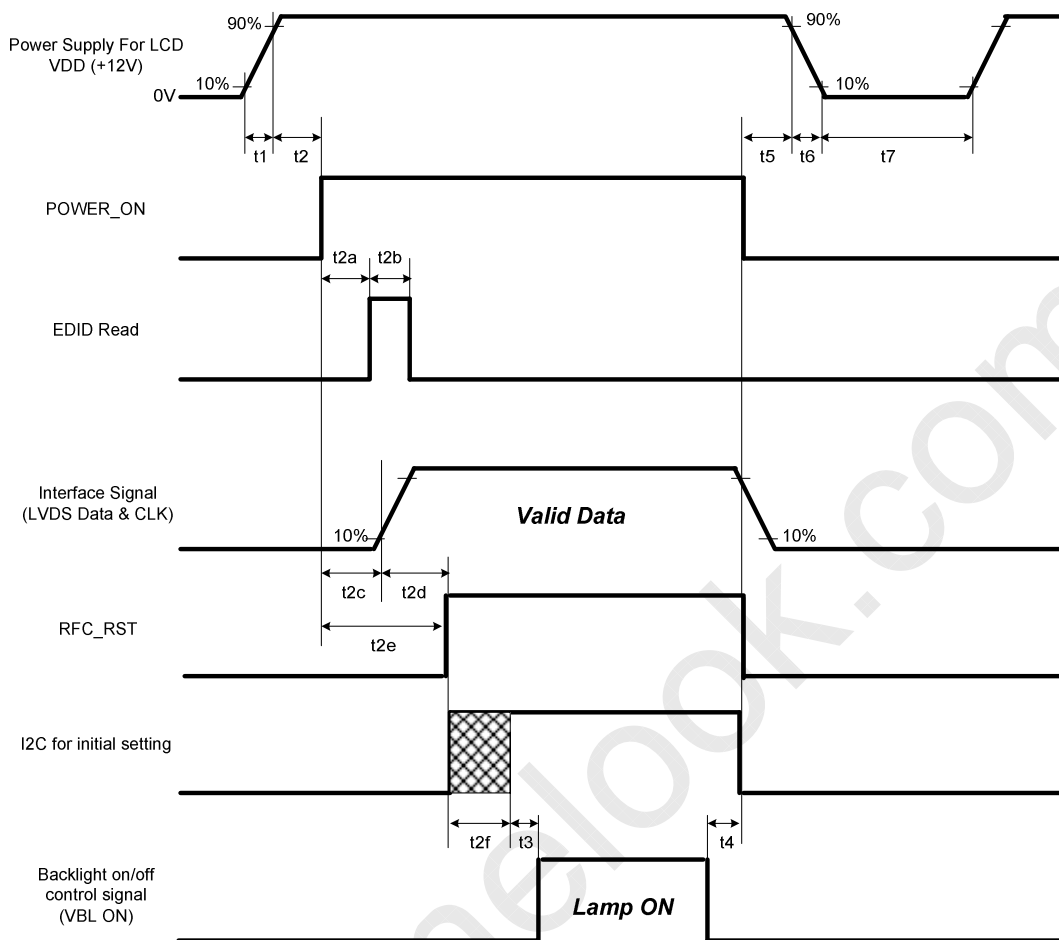 90%
90%
Power Supply For LCD
VDD (+12V)
10%
10%
0V
t1
t2
t5
t6
t7
POWER_ON
t2a
t2b
EDID Read
Interface Signal
(LVDS Data & CLK)
Valid Data
10%
10%
t2c
t2d
RFC_RST
t2e
I2C for initial setting
t2f
t3
t4
Backlight on/off
control signal
(VBL ON)
Lamp ON
nelook.com